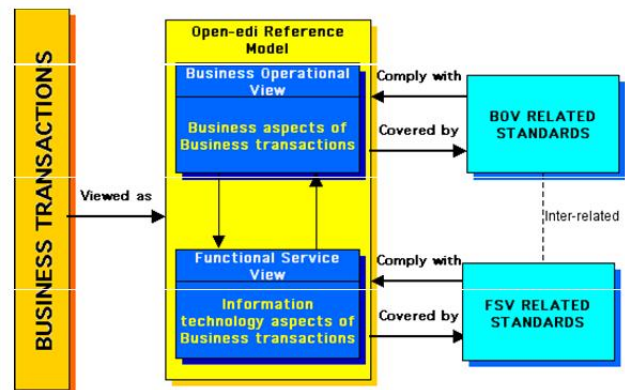 BUSINESS TRANSACTIONS
Viewed as
Open-edi Reference
Model
Business Operational
View
Business aspects of
Business transactions
Functional Service
View
Information
technology aspects of
Business transactions
Comply with
Covered by
BOV RELATED
STANDARDS
Inter-related
Comply with
Covered by
FSV RELATED
STANDARDS